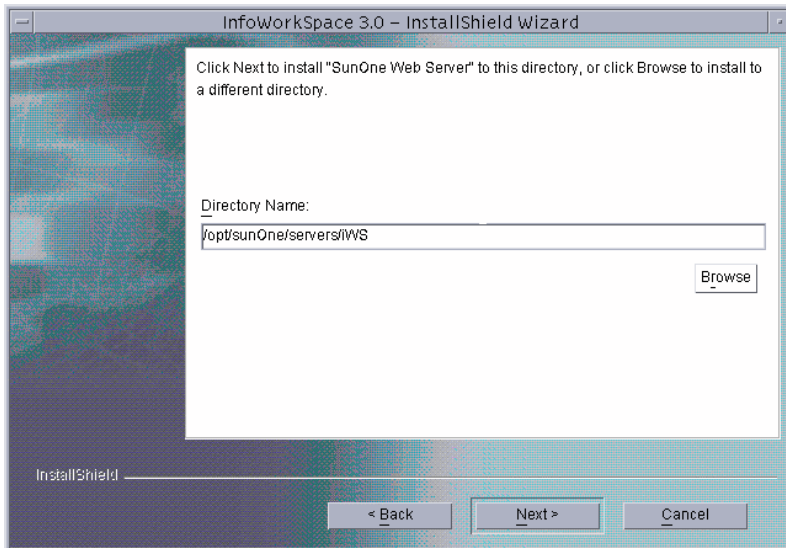 InfoWorkSpace 3.0 – InstallShield Wizard
Click Next to install "SunOne Web Server" to this directory, or click Browse to install to
a different directory.
Directory Name:
/opt/sunOne/servers/iWS
Browse
InstallShield
< Back
Next >
Cancel